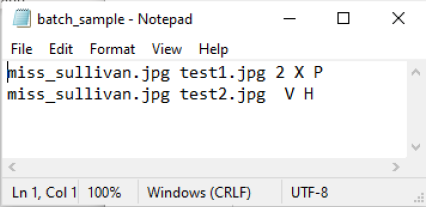 batch_sample - Notepad
File Edit Format View Help
miss_sullivan.jpg test1.jpg 2 X P
miss_sullivan.jpg test2.jpg  V H
Ln 1, Col 1 100% Windows (CRLF) UTF-8